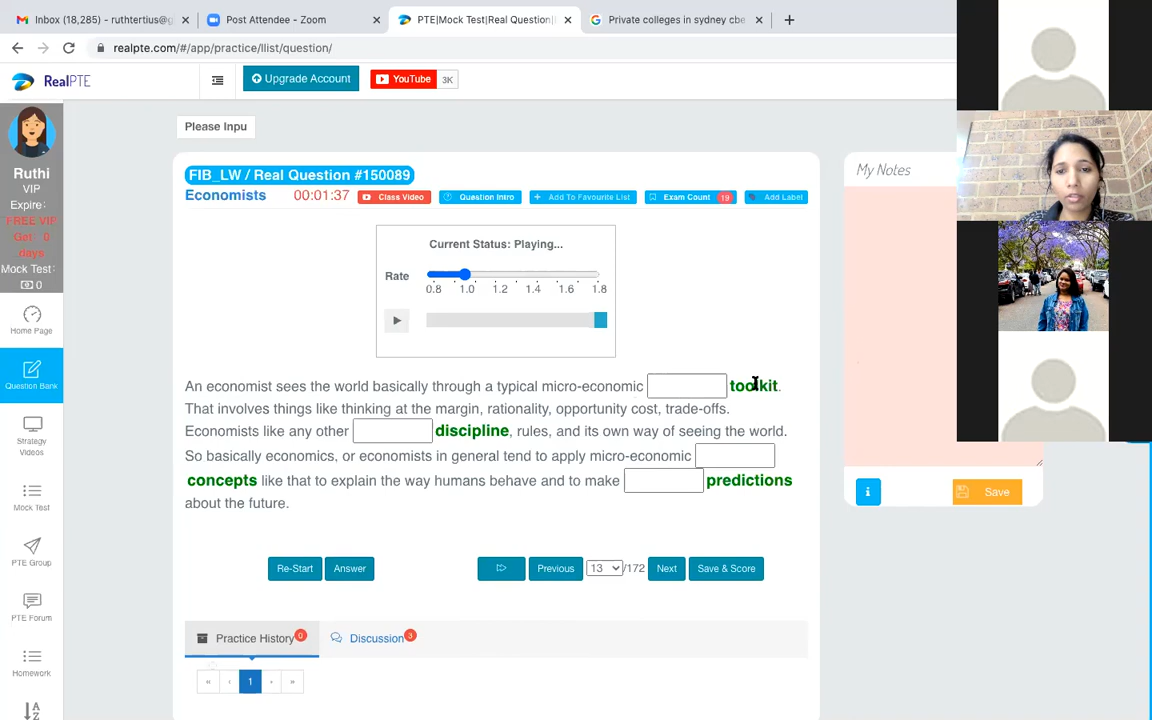 Inbox (18,285) - ruthtertius@g
Post Attendee - Zoom
PTE|Mock Test|Real Question|
Private colleges in sydney cbe
realpte.com/#/app/practice/llist/question/
RealPTE
Upgrade Account
YouTube
3K
Please Inpu
Ruthi
VIP
Expire:
FREE VIP
Get: 0
days
Mock Test:
0
Home Page
Question Bank
Strategy
Videos
Mock Test
PTE Group
PTE Forum
Homework
FIB_LW / Real Question #150089
Economists
00:01:37
Class Video
Question Intro
Add To Favourite List
Exam Count 19
Add Label
Current Status: Playing...
Rate
0.8 1.0 1.2 1.4 1.6 1.8
An economist sees the world basically through a typical micro-economic toolkit.
That involves things like thinking at the margin, rationality, opportunity cost, trade-offs.
Economists like any other discipline, rules, and its own way of seeing the world.
So basically economics, or economists in general tend to apply micro-economic
concepts like that to explain the way humans behave and to make predictions
about the future.
Re-Start
Answer
Previous
13
/172
Next
Save & Score
Practice History 0
Discussion 3
« ‹ 1 › »
My Notes
i
Save